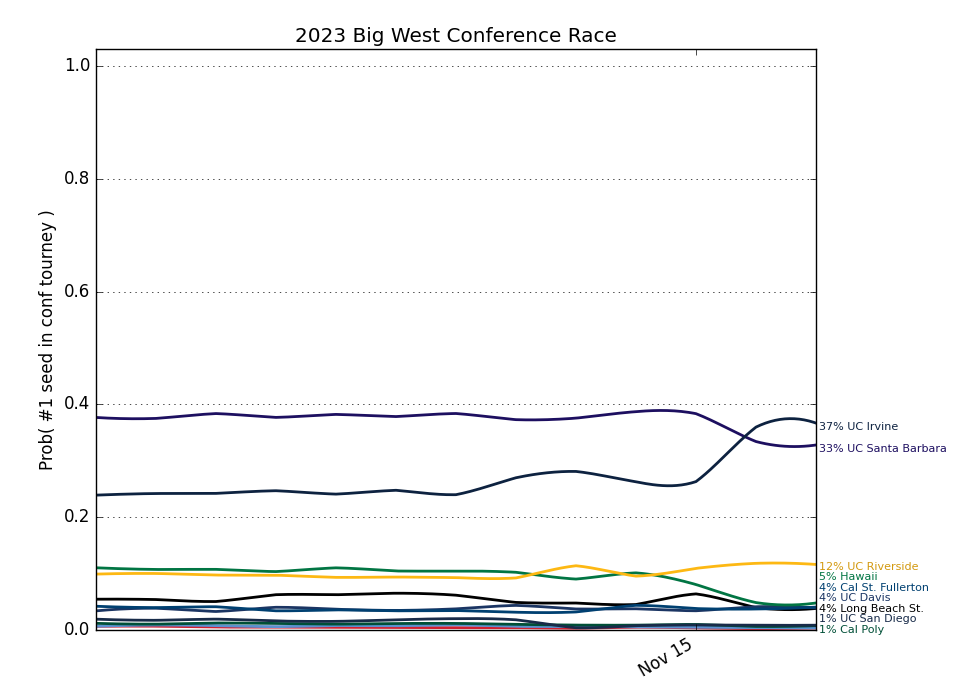 2023 Big West Conference Race
Prob( #1 seed in conf tourney )
1.0
0.8
0.6
0.4
0.2
0.0
Nov 15
37% UC Irvine
33% UC Santa Barbara
12% UC Riverside
5% Hawaii
4% Cal St. Fullerton
4% UC Davis
4% Long Beach St.
1% UC San Diego
1% Cal Poly